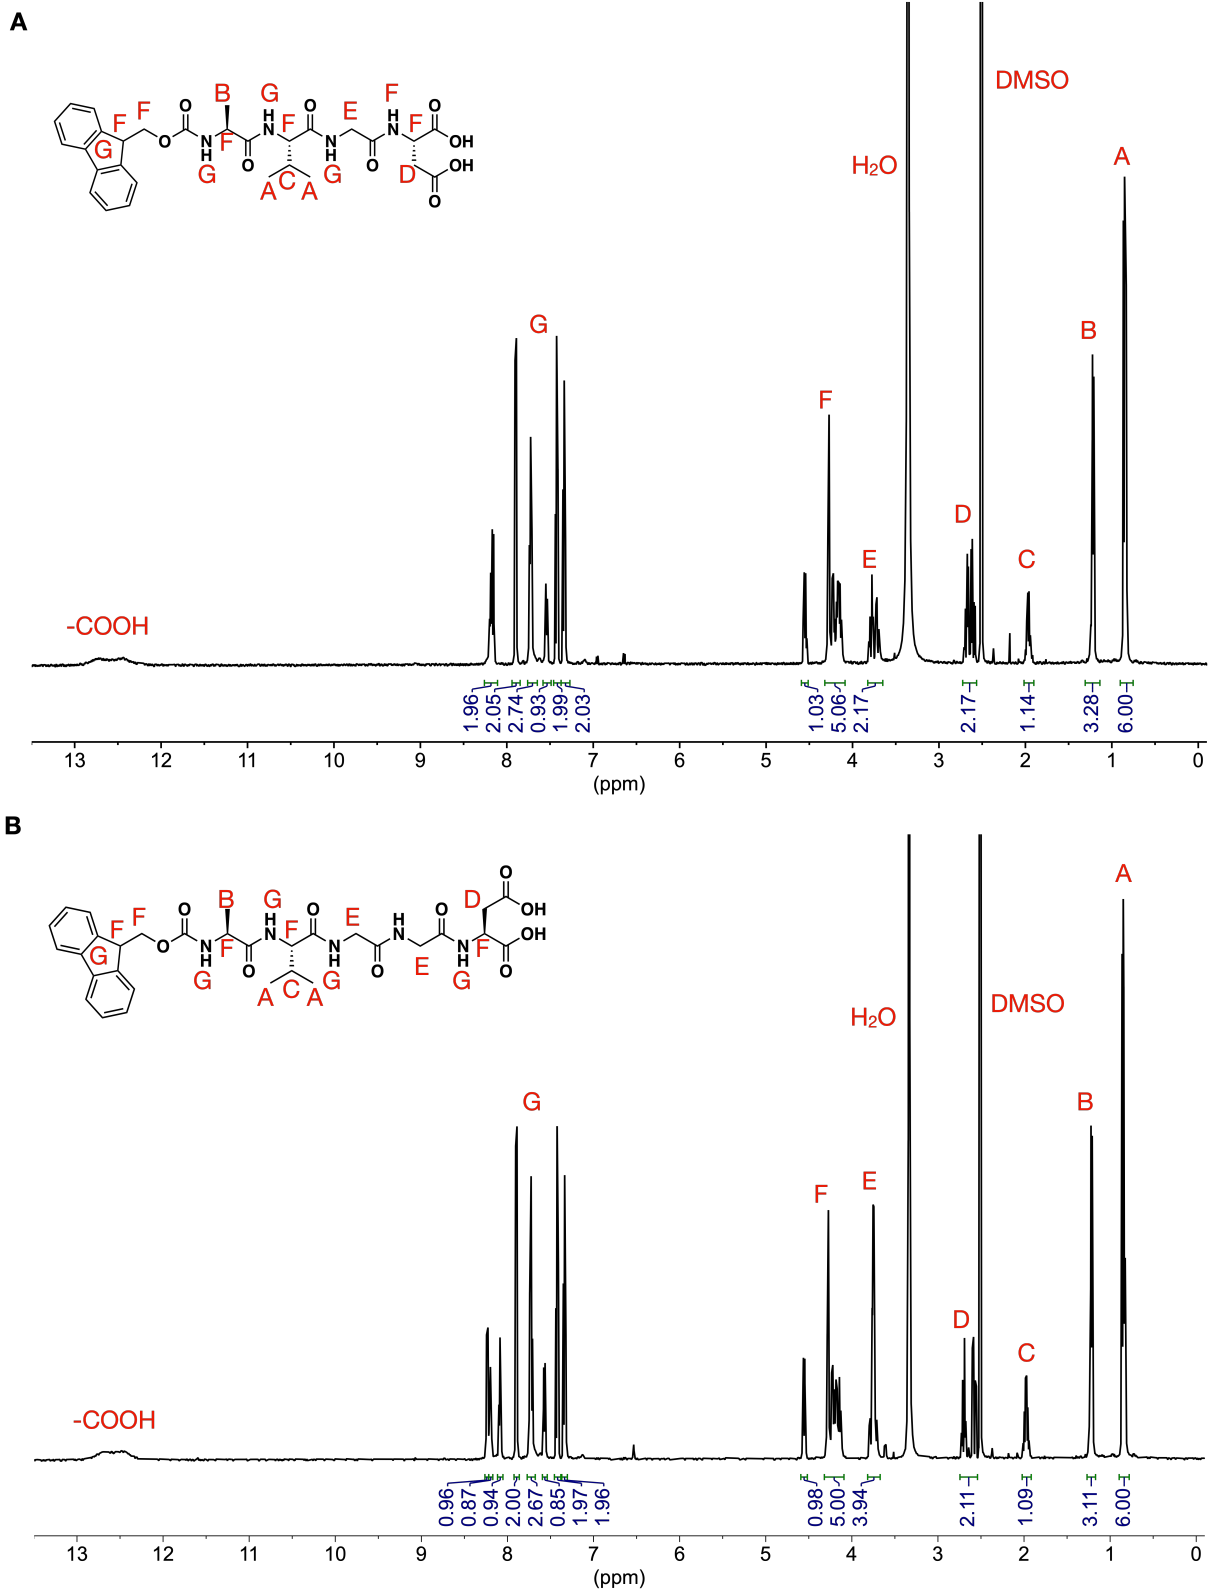 A
B G F
F F O O E H O
H N N
O N F O N F OH
G H F O H O OH
G A C A G D O
DMSO
H₂O
A
G
B
F
D
E
C
-COOH
1.96 2.05 2.74 0.93 1.99 2.03 1.03 5.06 2.17 2.17 1.14 3.28 6.00
13 12 11 10 9 8 7 6 5 4 3 2 1 0
(ppm)
B
O
B G D OH
F F O H O E H O O
O N N F N N F OH
G H F O H O H O
G A C A G E G
A
DMSO
H₂O
G
B
F
E
D
C
-COOH
0.96 0.87 0.94 2.00 2.67 0.85 1.97 1.96 0.98 5.00 3.94 2.11 1.09 3.11 6.00
13 12 11 10 9 8 7 6 5 4 3 2 1 0
(ppm)